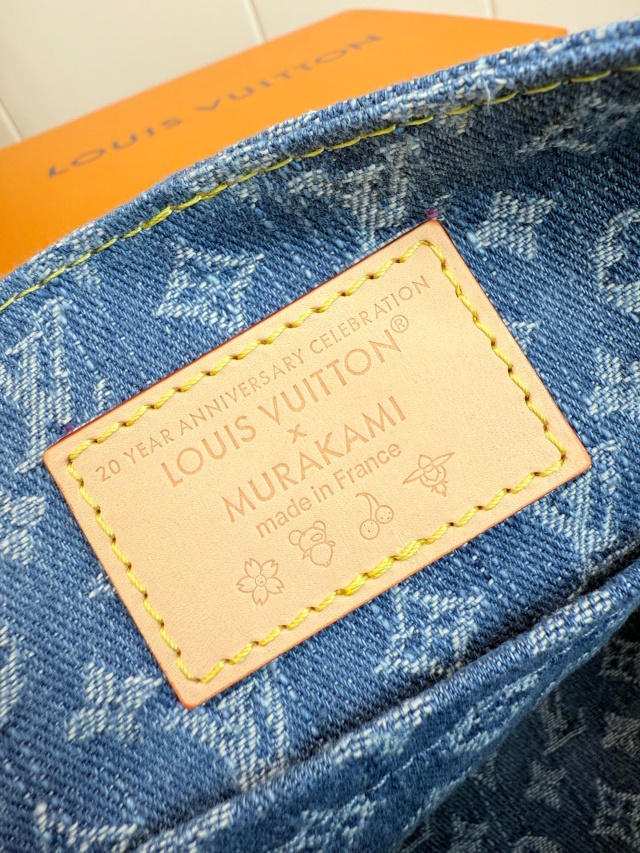 LOUIS VUITTON
20 YEAR ANNIVERSARY CELEBRATION
LOUIS VUITTON®
×
MURAKAMI
made in France